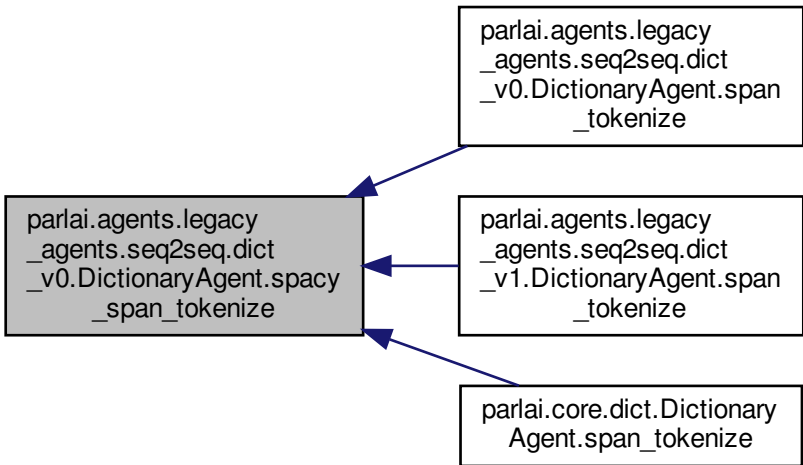 parlai.agents.legacy
_agents.seq2seq.dict
_v0.DictionaryAgent.spacy
_span_tokenize
parlai.agents.legacy
_agents.seq2seq.dict
_v0.DictionaryAgent.span
_tokenize
parlai.agents.legacy
_agents.seq2seq.dict
_v1.DictionaryAgent.span
_tokenize
parlai.core.dict.Dictionary
Agent.span_tokenize